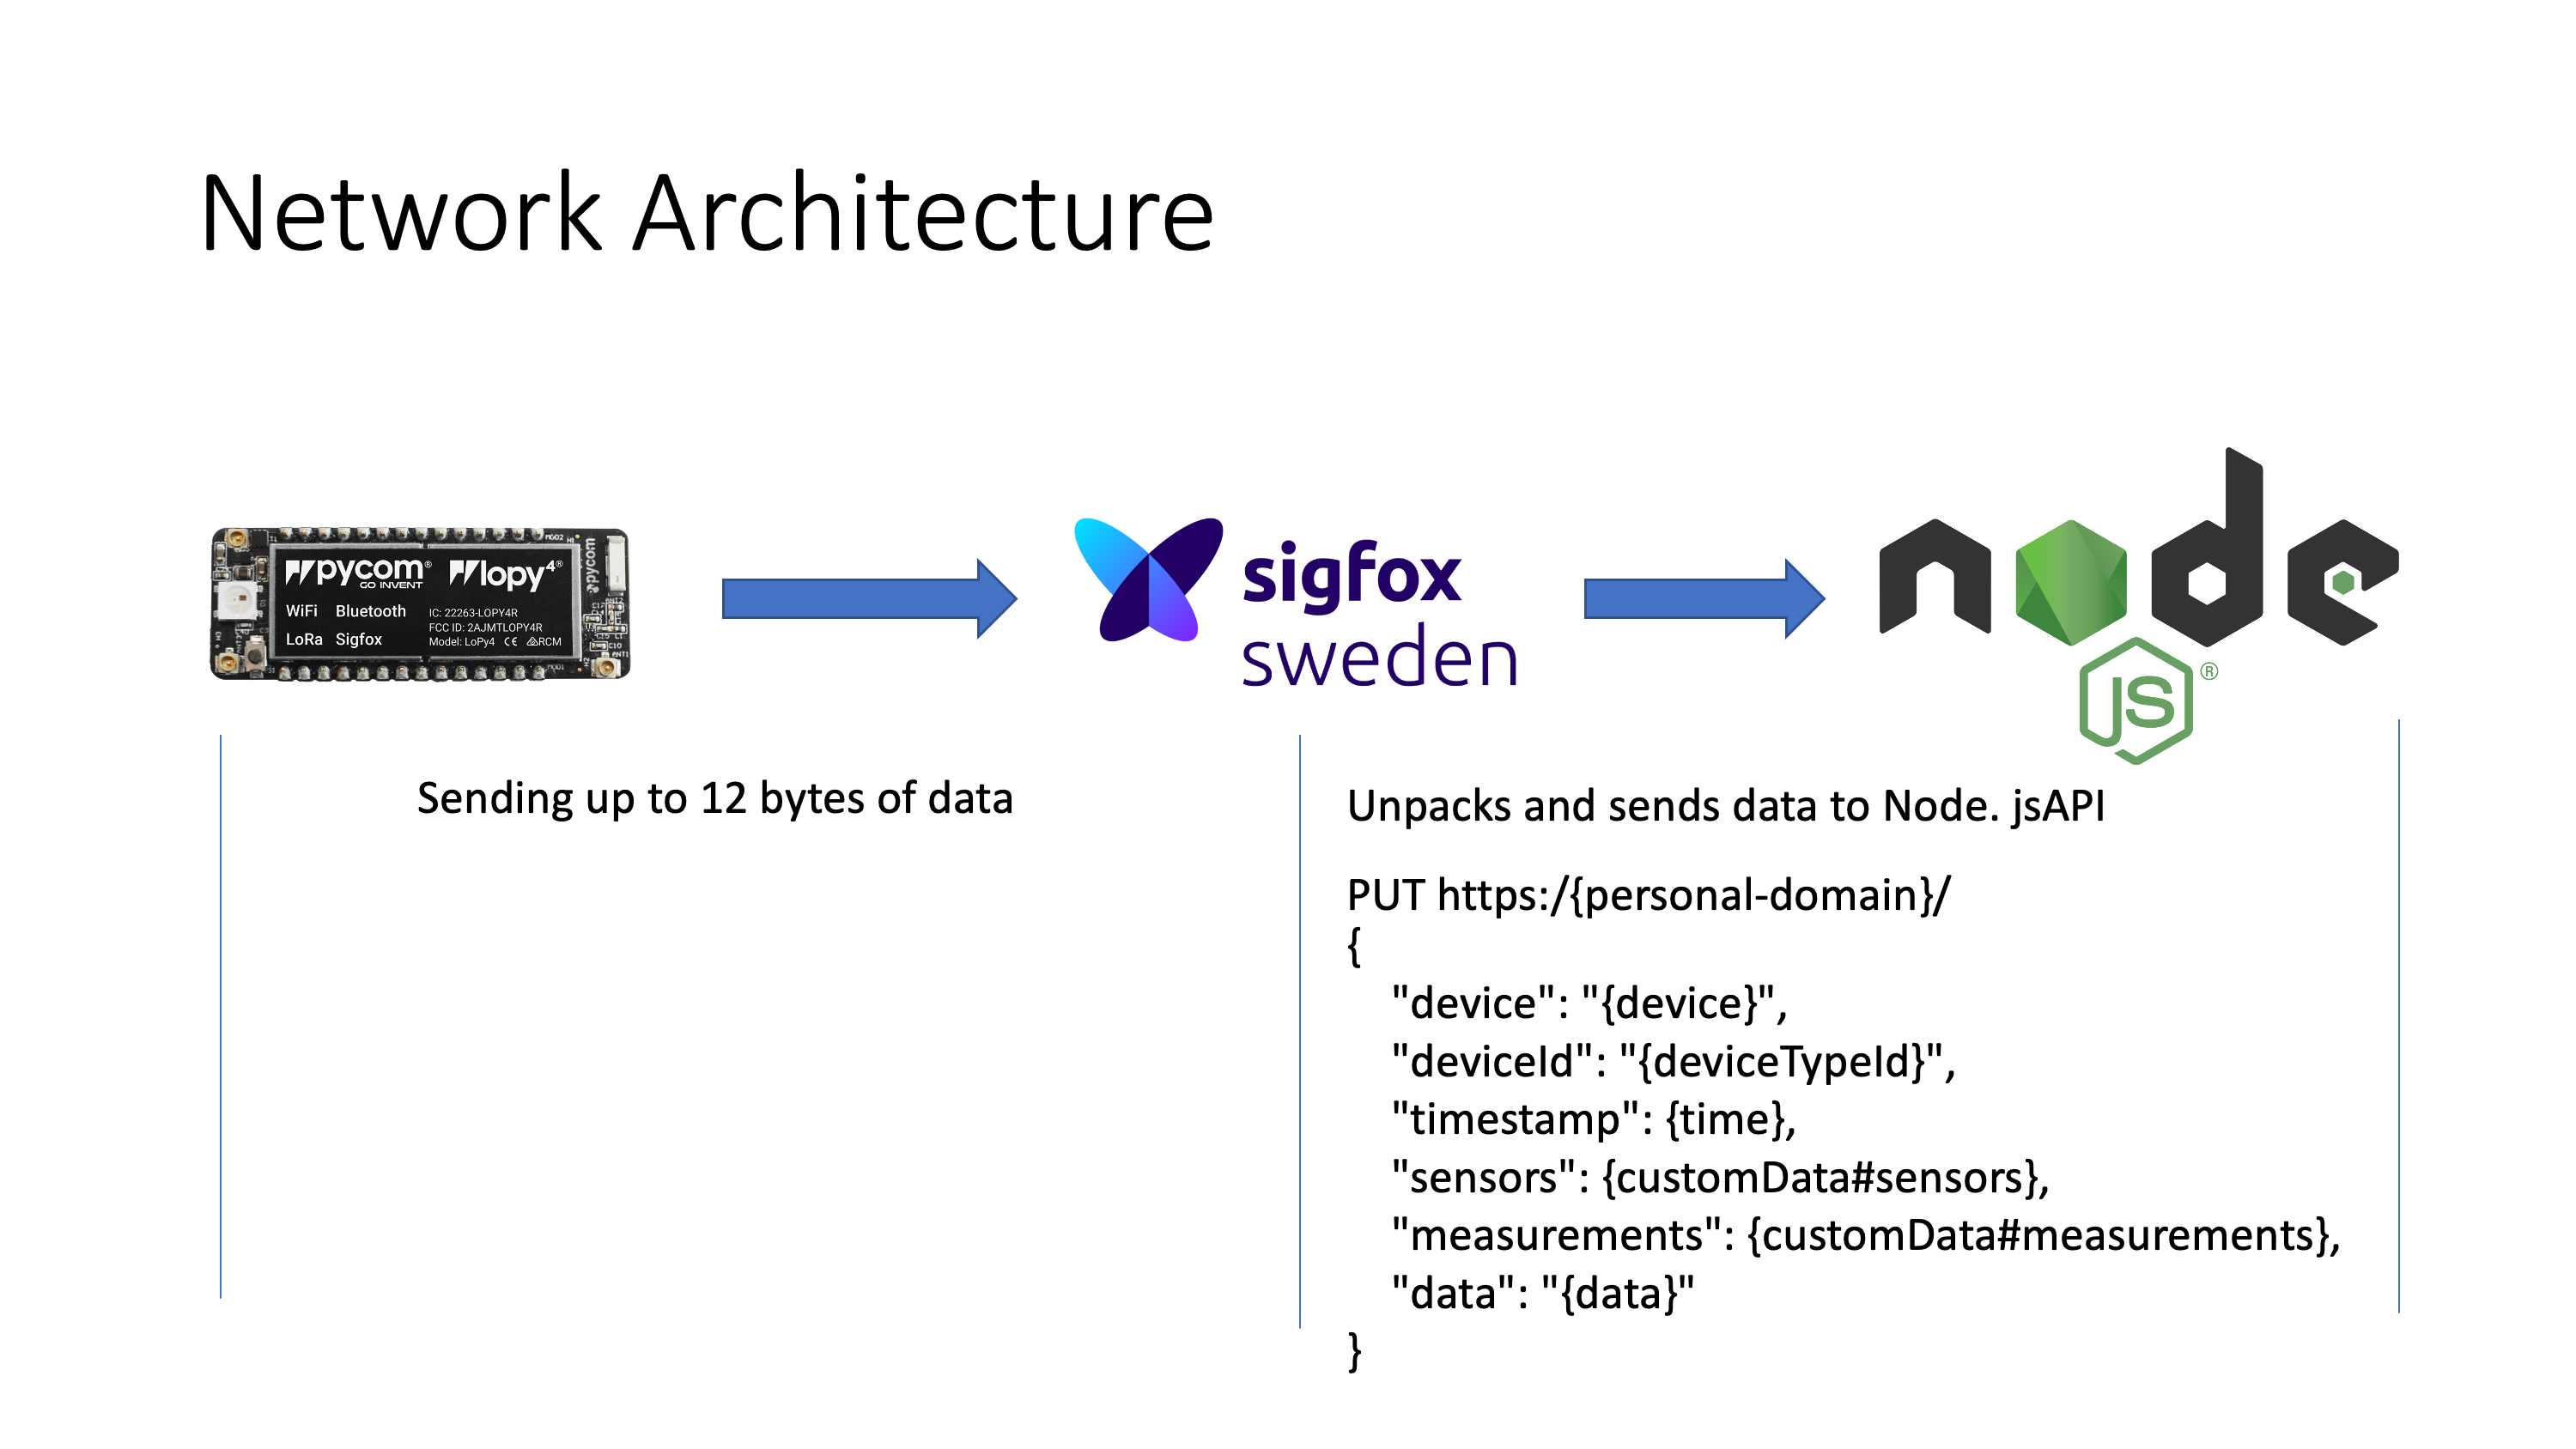 Network Architecture
pycom® lopy4®
GO INVENT
WiFi Bluetooth
LoRa Sigfox
IC: 22263-LOPY4R
FCC ID: 2AJMTLOPY4R
Model: LoPy4 CE RCM
pycom
sigfox
sweden
node
JS®
Sending up to 12 bytes of data
Unpacks and sends data to Node. jsAPI
PUT https:/{personal-domain}/
{
"device": "{device}",
"deviceId": "{deviceTypeId}",
"timestamp": {time},
"sensors": {customData#sensors},
"measurements": {customData#measurements},
"data": "{data}"
}